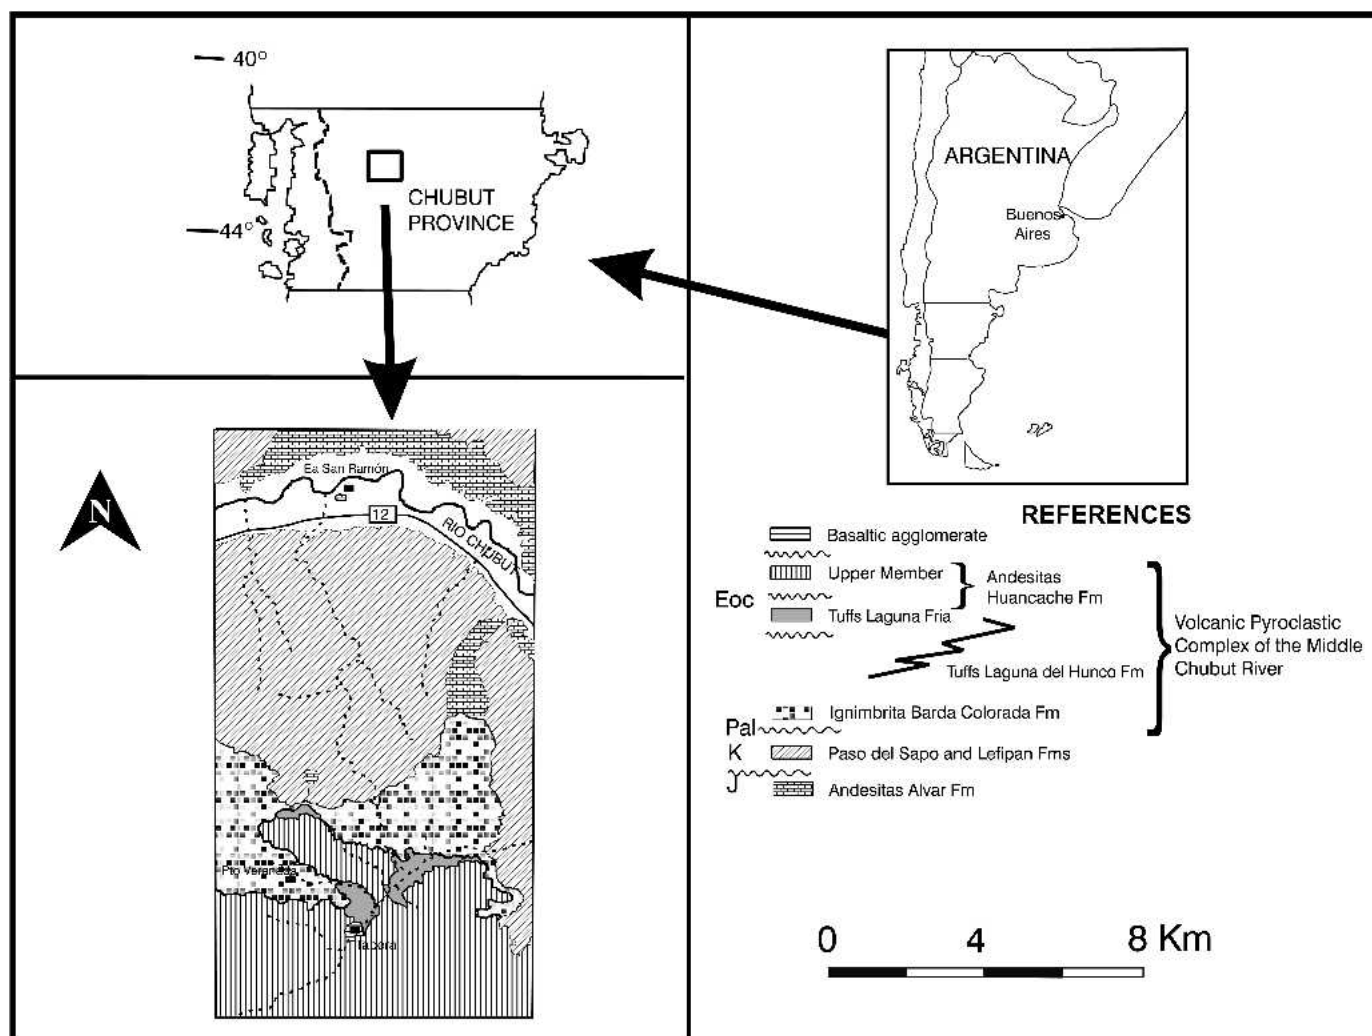 40°
44°
CHUBUT
PROVINCE
ARGENTINA
Buenos
Aires
N
Ea San Ramón
12
RIO CHUBUT
Pto Veranada
REFERENCES
Basaltic agglomerate
Upper Member
Andesitas
Huancache Fm
Eoc
Tuffs Laguna Fria
Volcanic Pyroclastic
Complex of the Middle
Chubut River
Tuffs Laguna del Hunco Fm
Ignimbrita Barda Colorada Fm
Pal
K
Paso del Sapo and Lefipan Fms
J
Andesitas Alvar Fm
0 4 8 Km